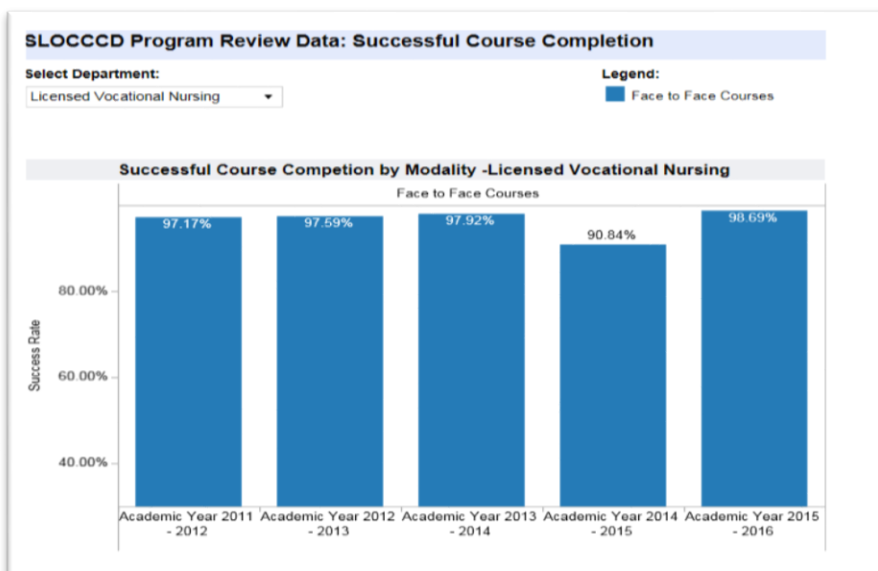 SLOCCCD Program Review Data: Successful Course Completion
Select Department:
Licensed Vocational Nursing
Legend:
Face to Face Courses
Successful Course Competion by Modality -Licensed Vocational Nursing
Face to Face Courses
97.17%
97.59%
97.92%
90.84%
98.69%
80.00%
60.00%
40.00%
Success Rate
Academic Year 2011
- 2012
Academic Year 2012
- 2013
Academic Year 2013
- 2014
Academic Year 2014
- 2015
Academic Year 2015
- 2016